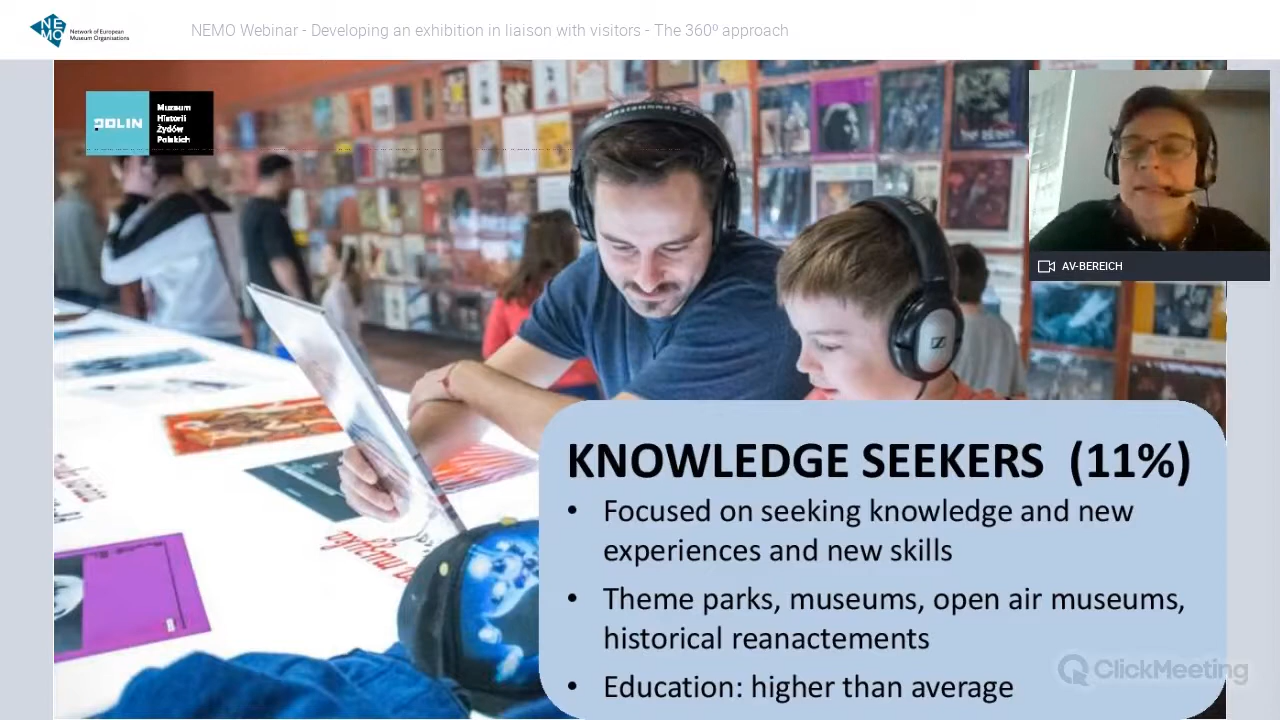 NEMO
Network of European
Museum Organisations
NEMO Webinar - Developing an exhibition in liaison with visitors - The 360º approach
POLIN
Muzeum
Historii
Żydów
Polskich
AV-BEREICH
KNOWLEDGE SEEKERS (11%)
• Focused on seeking knowledge and new
experiences and new skills
• Theme parks, museums, open air museums,
historical reanactements
• Education: higher than average
ClickMeeting